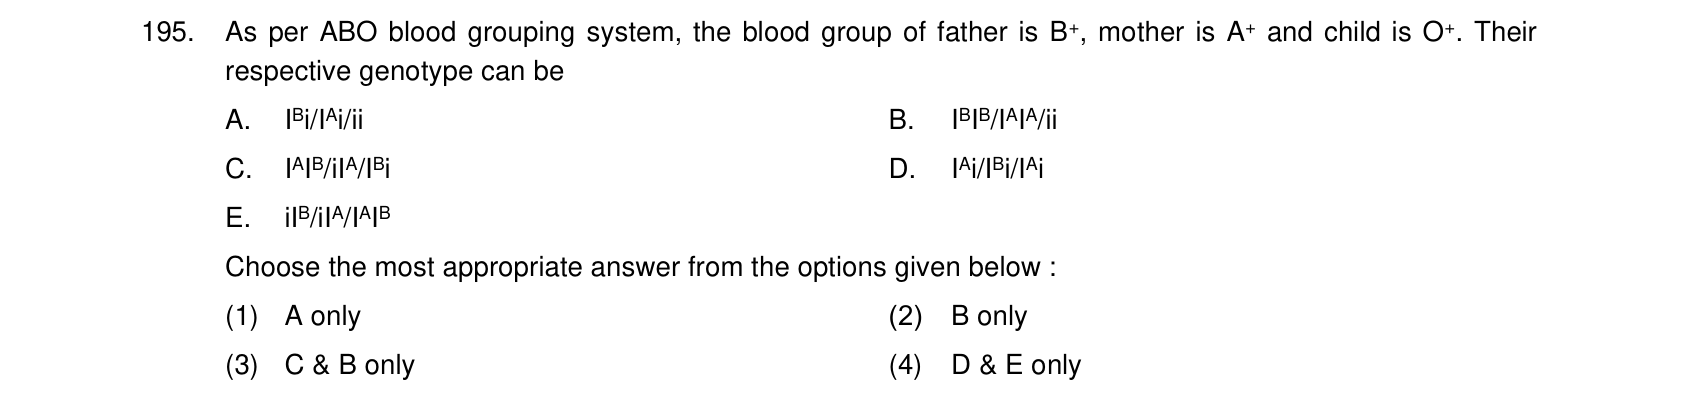 195. As per ABO blood grouping system, the blood group of father is B⁺, mother is A⁺ and child is O⁺. Their
respective genotype can be
A. Iᴮi/Iᴬi/ii
B. IᴮIᴮ/IᴬIᴬ/ii
C. IᴬIᴮ/iIᴬ/Iᴮi
D. Iᴬi/Iᴮi/Iᴬi
E. iIᴮ/iIᴬ/IᴬIᴮ
Choose the most appropriate answer from the options given below :
(1) A only
(2) B only
(3) C & B only
(4) D & E only